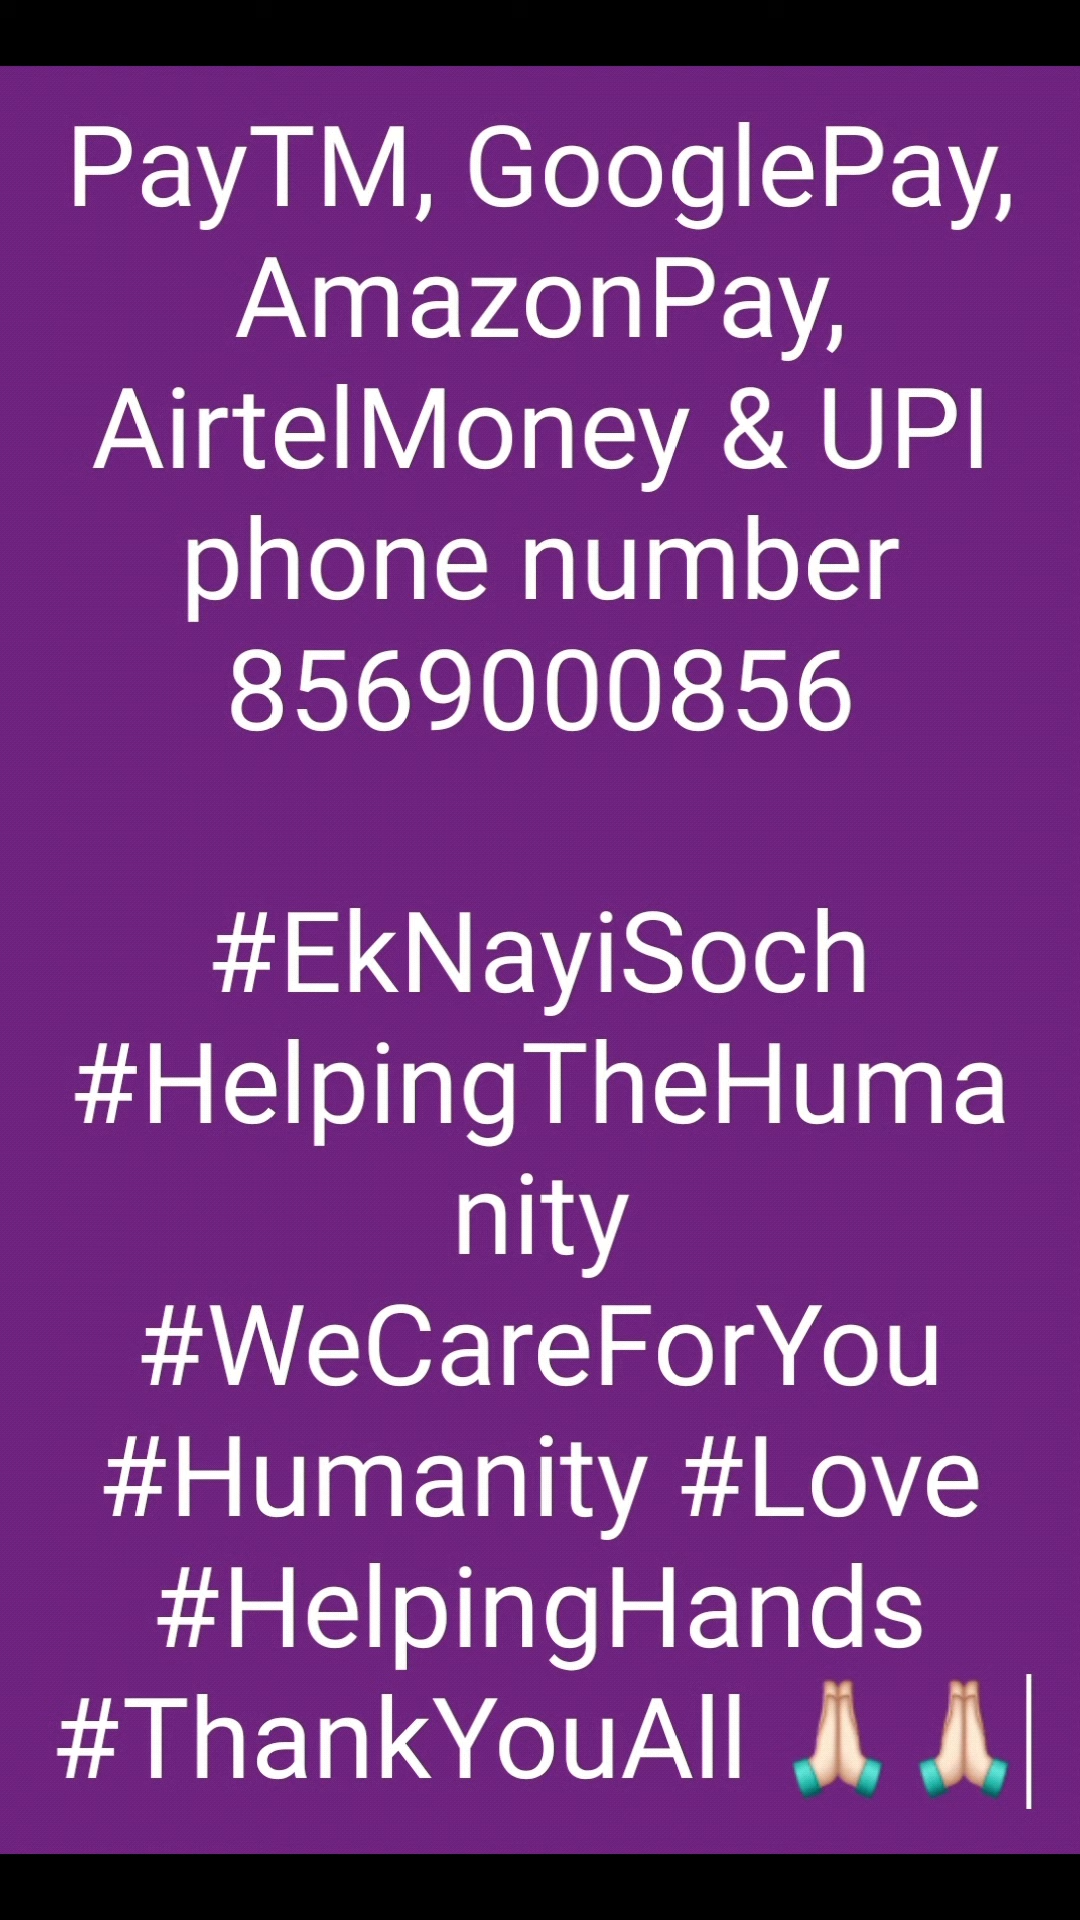 PayTM, GooglePay,
AmazonPay,
AirtelMoney & UPI
phone number
8569000856
#EkNayiSoch
#HelpingTheHuma
nity
#WeCareForYou
#Humanity #Love
#HelpingHands
#ThankYouAll 🙏🏻 🙏🏻